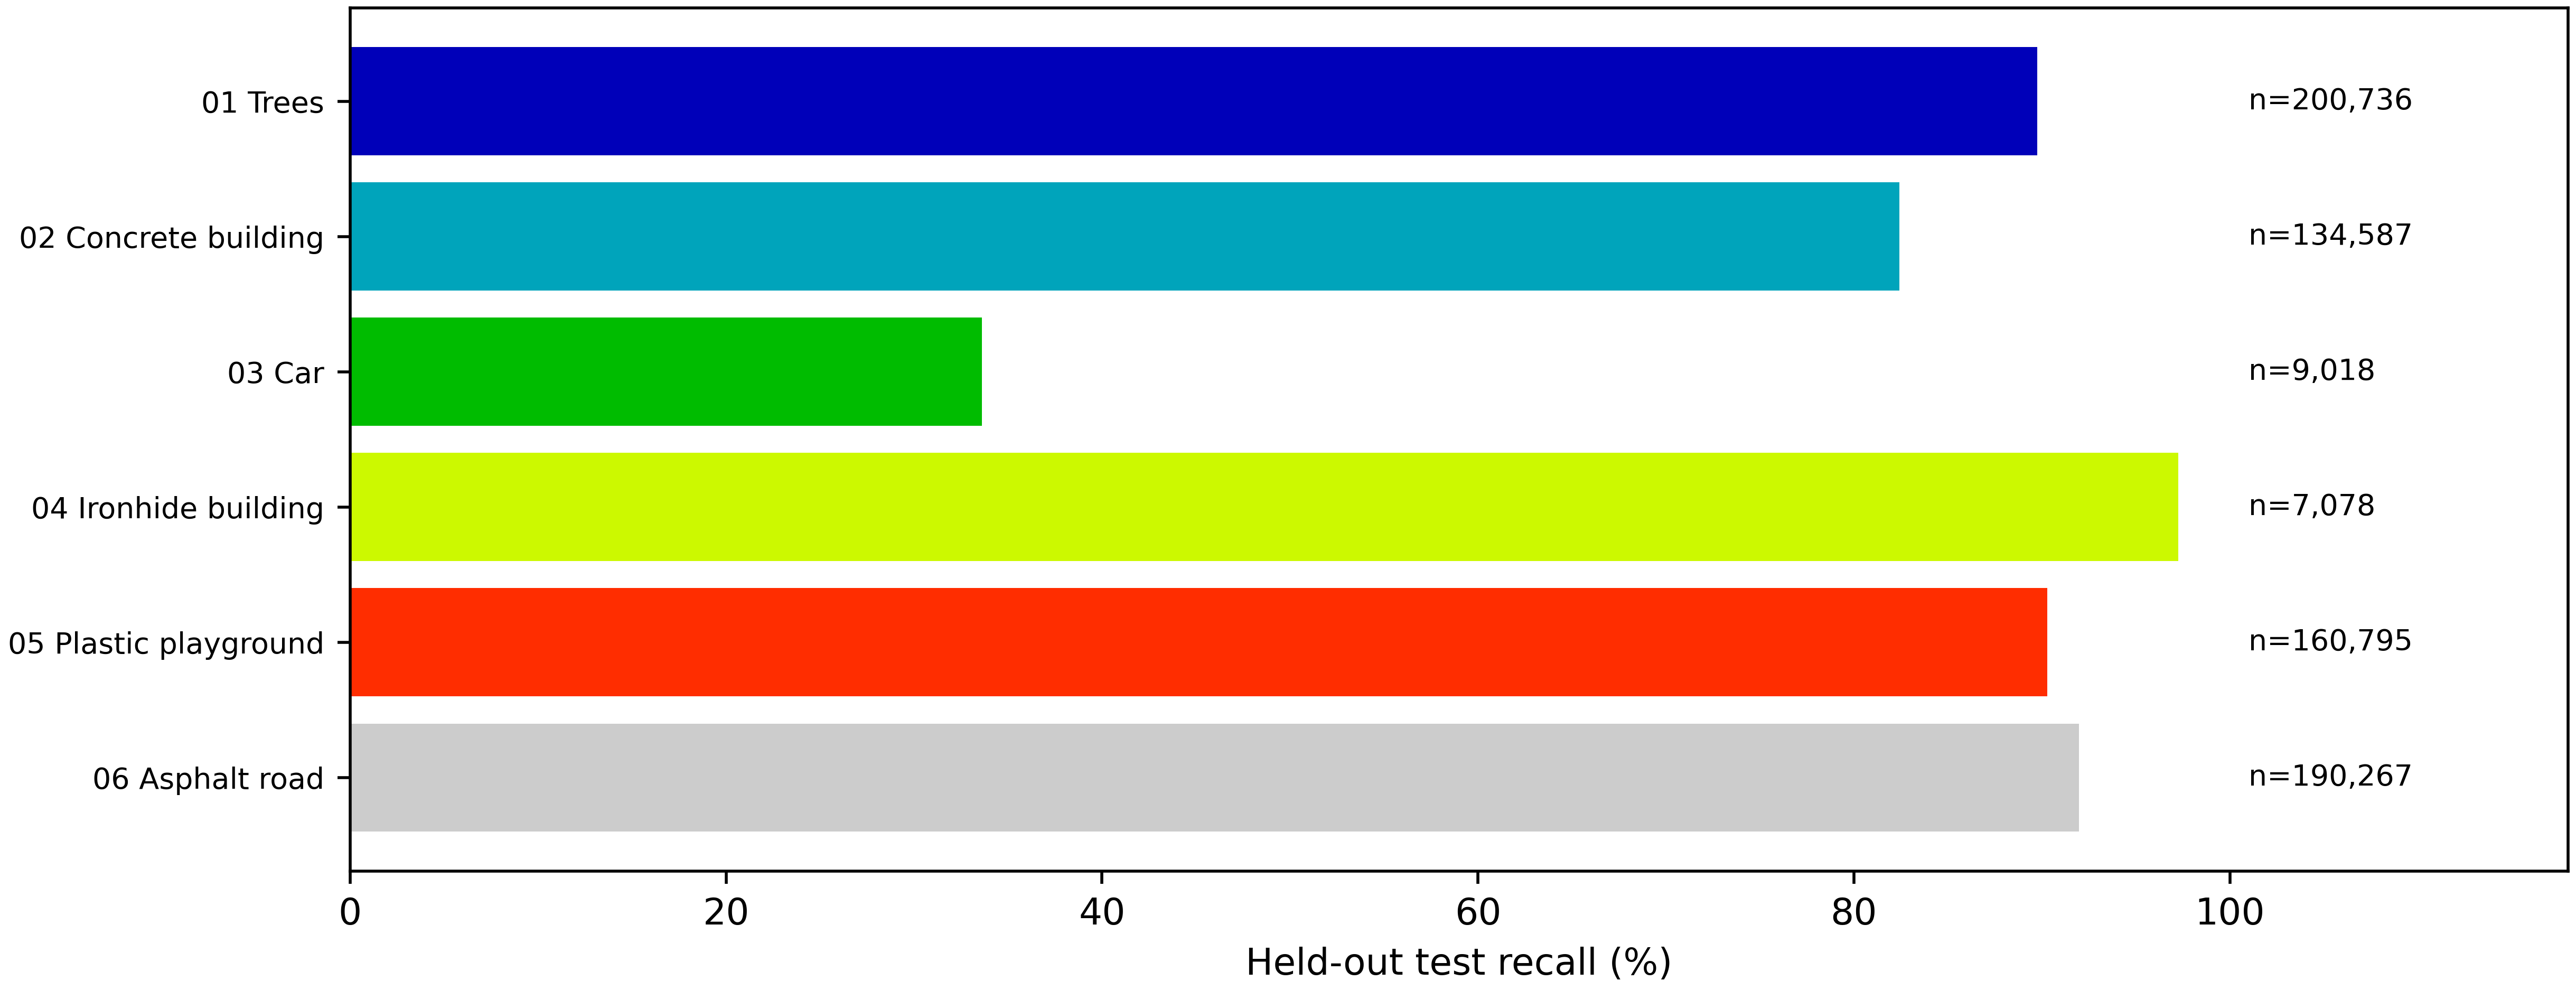 01 Trees
n=200,736
02 Concrete building
n=134,587
03 Car
n=9,018
04 Ironhide building
n=7,078
05 Plastic playground
n=160,795
06 Asphalt road
n=190,267
0 20 40 60 80 100
Held-out test recall (%)